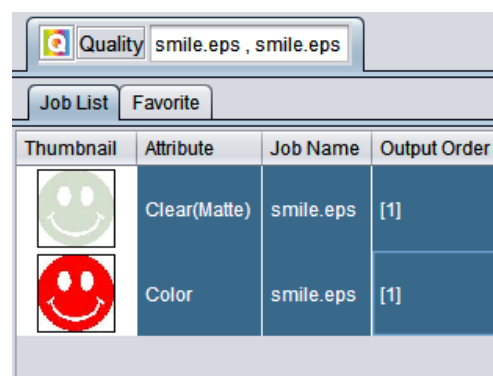 Quality smile.eps , smile.eps
Job List Favorite
Thumbnail Attribute Job Name Output Order
Clear(Matte) smile.eps [1]
Color smile.eps [1]